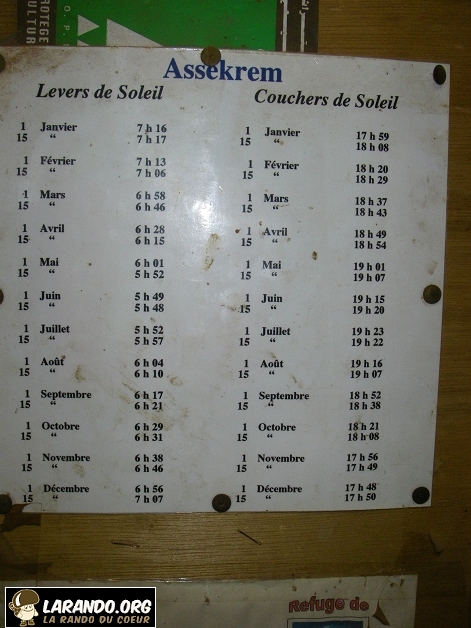 PROTEGE
CULTUR
O. P.
Assekrem
Levers de Soleil
1 Janvier 7 h 16
15 “ 7 h 17
1 Février 7 h 13
15 “ 7 h 06
1 Mars 6 h 58
15 “ 6 h 46
1 Avril 6 h 28
15 “ 6 h 15
1 Mai 6 h 01
15 “ 5 h 52
1 Juin 5 h 49
15 “ 5 h 48
1 Juillet 5 h 52
15 “ 5 h 57
1 Août 6 h 04
15 “ 6 h 10
1 Septembre 6 h 17
15 “ 6 h 21
1 Octobre 6 h 29
15 “ 6 h 31
1 Novembre 6 h 38
15 “ 6 h 46
1 Décembre 6 h 56
15 “ 7 h 07
Couchers de Soleil
1 Janvier 17 h 59
15 “ 18 h 08
1 Février 18 h 20
15 “ 18 h 29
1 Mars 18 h 37
15 “ 18 h 43
1 Avril 18 h 49
15 “ 18 h 54
1 Mai 19 h 01
15 “ 19 h 07
1 Juin 19 h 15
15 “ 19 h 20
1 Juillet 19 h 23
15 “ 19 h 22
1 Août 19 h 16
15 “ 19 h 07
1 Septembre 18 h 52
15 “ 18 h 38
1 Octobre 18 h 21
15 “ 18 h 08
1 Novembre 17 h 56
15 “ 17 h 49
1 Décembre 17 h 48
15 “ 17 h 50
Refuge de
LARANDO.ORG
LA RANDO DU COEUR